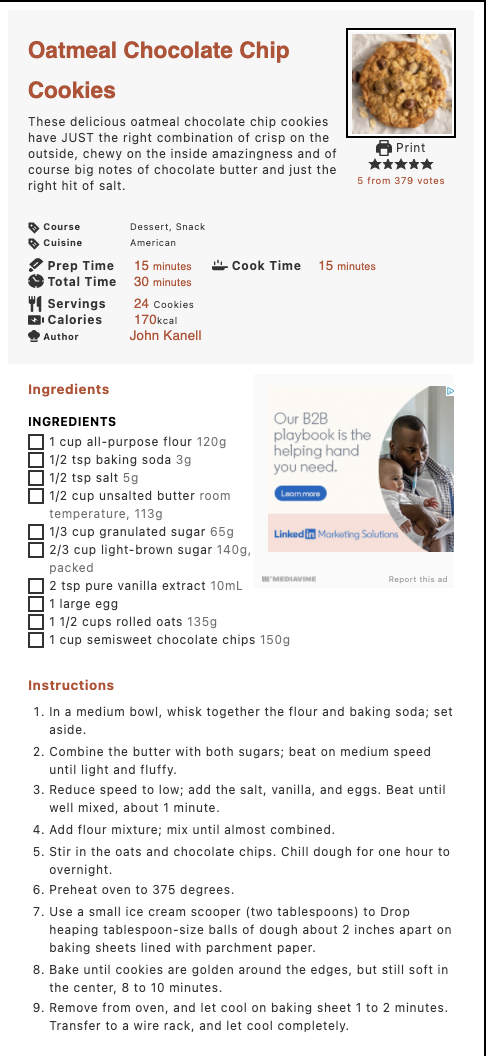 Oatmeal Chocolate Chip
Cookies
These delicious oatmeal chocolate chip cookies
have JUST the right combination of crisp on the
outside, chewy on the inside amazingness and of
course big notes of chocolate butter and just the
right hit of salt.
Print
5 from 379 votes
Course Dessert, Snack
Cuisine American
Prep Time 15 minutes Cook Time 15 minutes
Total Time 30 minutes
Servings 24 Cookies
Calories 170kcal
Author John Kanell
Ingredients
INGREDIENTS
1 cup all-purpose flour 120g
1/2 tsp baking soda 3g
1/2 tsp salt 5g
1/2 cup unsalted butter room
temperature, 113g
1/3 cup granulated sugar 65g
2/3 cup light-brown sugar 140g,
packed
2 tsp pure vanilla extract 10mL
1 large egg
1 1/2 cups rolled oats 135g
1 cup semisweet chocolate chips 150g
Our B2B
playbook is the
helping hand
you need.
Learn more
LinkedIn Marketing Solutions
MEDIAVINE
Report this ad
Instructions
1. In a medium bowl, whisk together the flour and baking soda; set
aside.
2. Combine the butter with both sugars; beat on medium speed
until light and fluffy.
3. Reduce speed to low; add the salt, vanilla, and eggs. Beat until
well mixed, about 1 minute.
4. Add flour mixture; mix until almost combined.
5. Stir in the oats and chocolate chips. Chill dough for one hour to
overnight.
6. Preheat oven to 375 degrees.
7. Use a small ice cream scooper (two tablespoons) to Drop
heaping tablespoon-size balls of dough about 2 inches apart on
baking sheets lined with parchment paper.
8. Bake until cookies are golden around the edges, but still soft in
the center, 8 to 10 minutes.
9. Remove from oven, and let cool on baking sheet 1 to 2 minutes.
Transfer to a wire rack, and let cool completely.